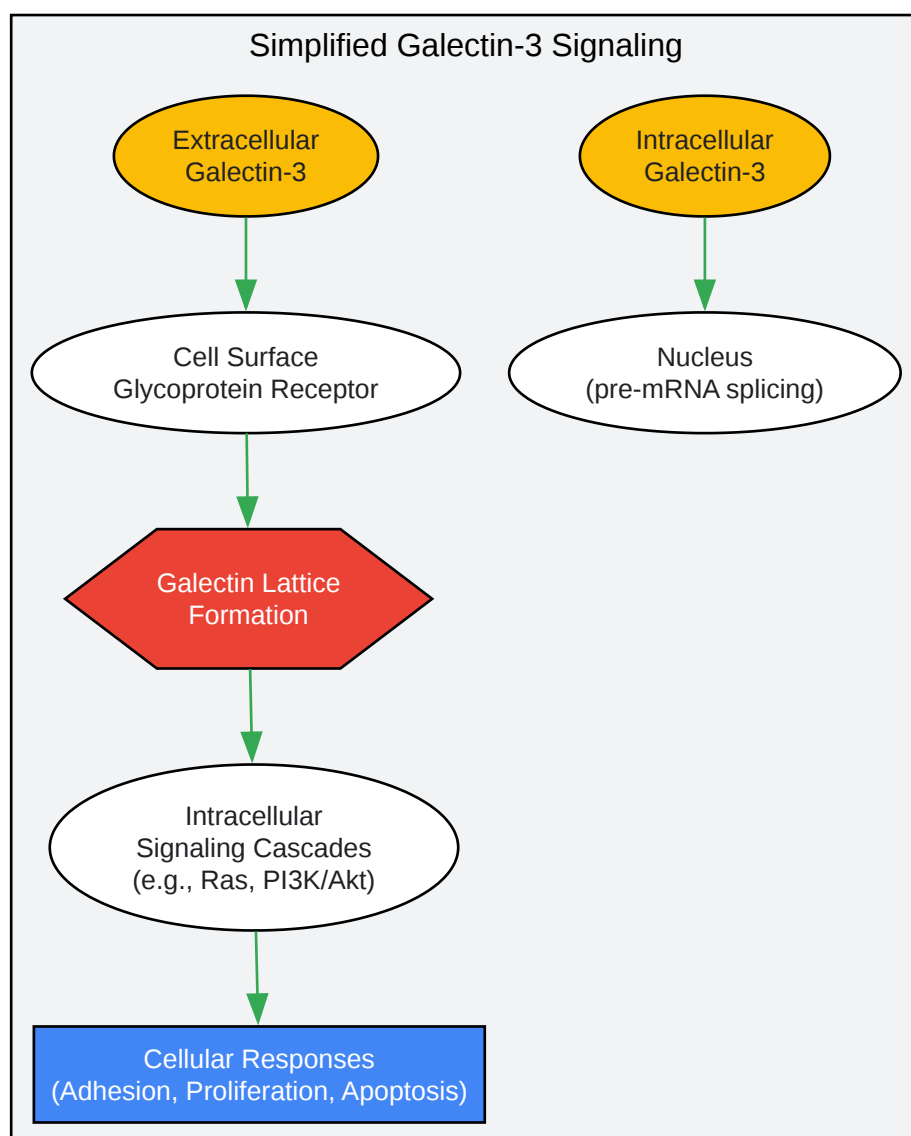 Simplified Galectin-3 Signaling
Extracellular
Galectin-3
Intracellular
Galectin-3
Cell Surface
Glycoprotein Receptor
Nucleus
(pre-mRNA splicing)
Galectin Lattice
Formation
Intracellular
Signaling Cascades
(e.g., Ras, PI3K/Akt)
Cellular Responses
(Adhesion, Proliferation, Apoptosis)